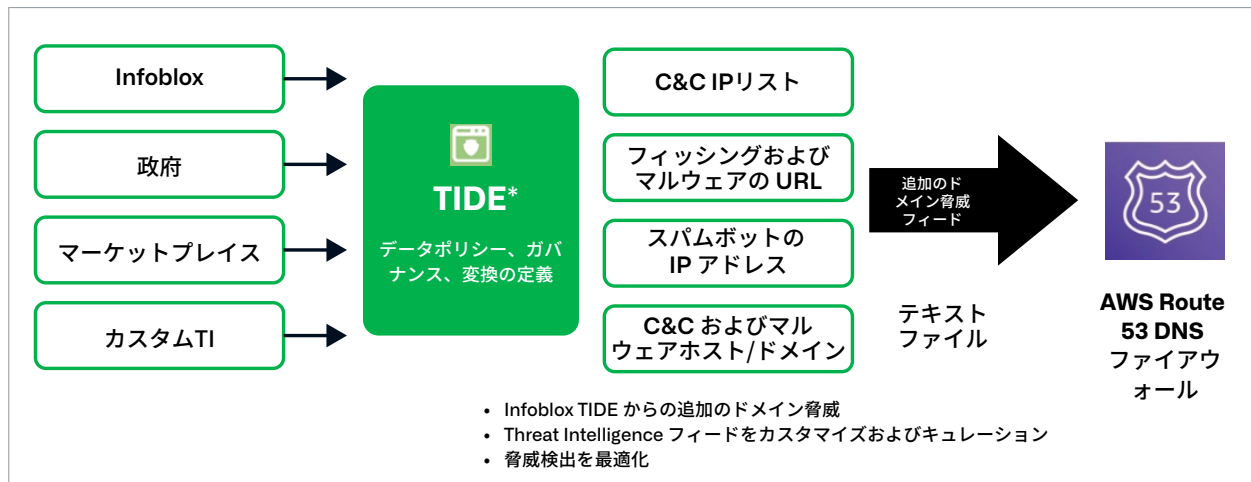 Infoblox
政府
マーケットプレイス
カスタムTI
TIDE*
データポリシー、ガバ
ナンス、変換の定義
C&C IPリスト
フィッシングおよび
マルウェアの URL
スパムボットの
IP アドレス
C&C およびマル
ウェアホスト/ドメイン
追加のド
メイン脅威
フィード
テキスト
ファイル
53
AWS Route
53 DNS
ファイアウ
ォール
• Infoblox TIDE からの追加のドメイン脅威
• Threat Intelligence フィードをカスタマイズおよびキュレーション
• 脅威検出を最適化